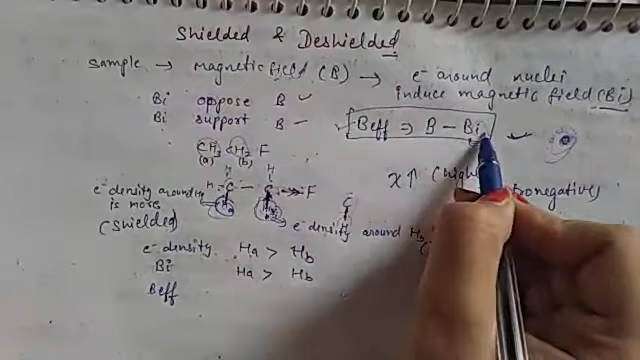 Shielded & Deshielded
Sample → magnetic field (B) → e⁻ around nuclei
induce magnetic field (Bi)
Bi oppose B ✓
Bi support B –
Beff ⇒ B – Bi
CH3 CH2 F
(a) (b)
X↑
H H
e⁻ density around H – C – C – F
is more
(Shielded)
C
H
e⁻ density around Hb
e⁻ density Ha > Hb
Bi Ha > Hb
Beff